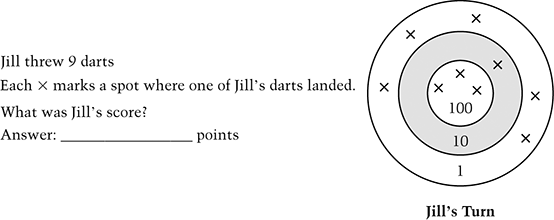 Jill threw 9 darts
Each × marks a spot where one of Jill's darts landed.
What was Jill's score?
Answer: __________________ points
100
10
1
Jill's Turn